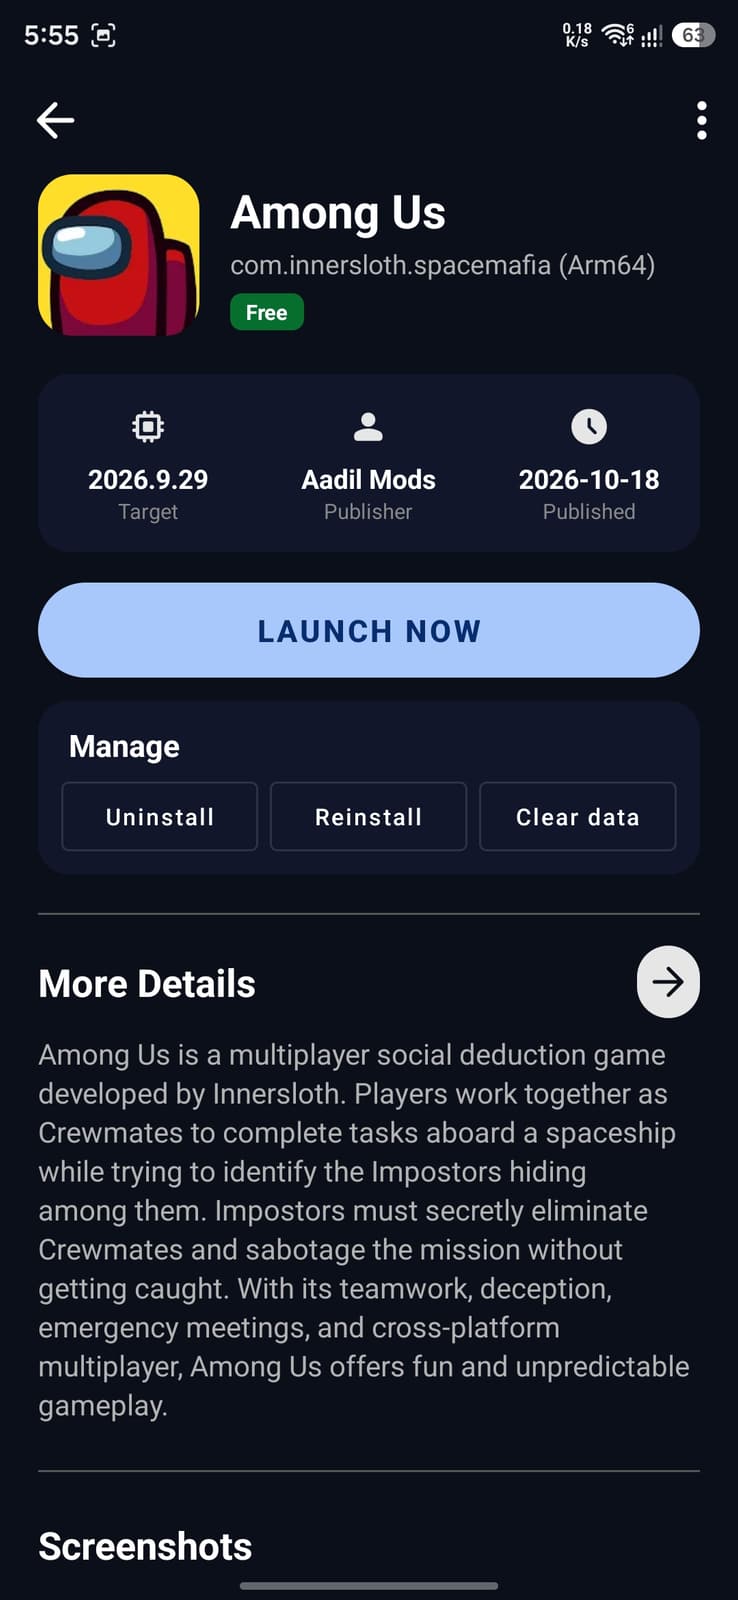 5:55
0.18
K/s
6
63
Among Us
com.innersloth.spacemafia (Arm64)
Free
2026.9.29
Target
Aadil Mods
Publisher
2026-10-18
Published
LAUNCH NOW
Manage
Uninstall
Reinstall
Clear data
More Details
Among Us is a multiplayer social deduction game
developed by Innersloth. Players work together as
Crewmates to complete tasks aboard a spaceship
while trying to identify the Impostors hiding
among them. Impostors must secretly eliminate
Crewmates and sabotage the mission without
getting caught. With its teamwork, deception,
emergency meetings, and cross-platform
multiplayer, Among Us offers fun and unpredictable
gameplay.
Screenshots